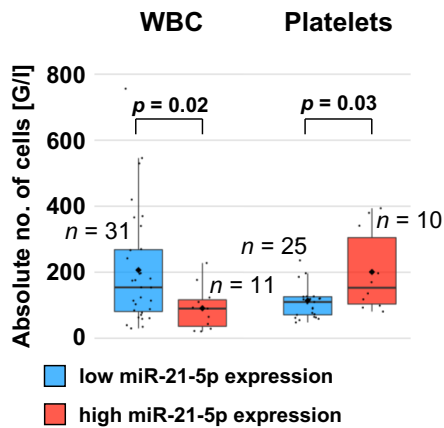 WBC Platelets
Absolute no. of cells [G/l]
800
600
400
200
0
p = 0.02
p = 0.03
n = 31
n = 11
n = 25
n = 10
low miR-21-5p expression
high miR-21-5p expression